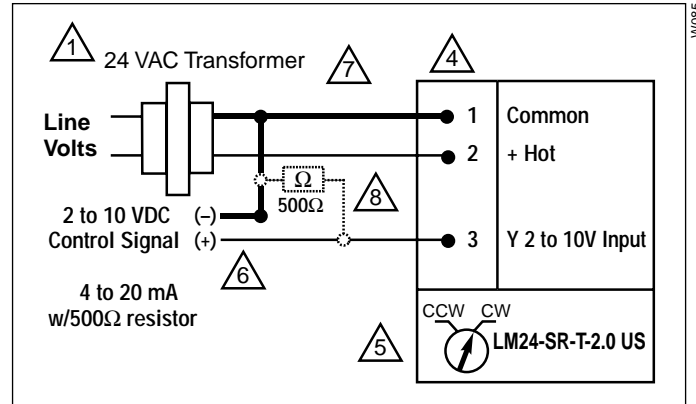 W085
1 24 VAC Transformer
7
4
Line
Volts
1 Common
2 + Hot
Ω
500Ω
8
2 to 10 VDC (–)
Control Signal (+)
3 Y 2 to 10V Input
6
4 to 20 mA
w/500Ω resistor
5
CCW CW
LM24-SR-T-2.0 US